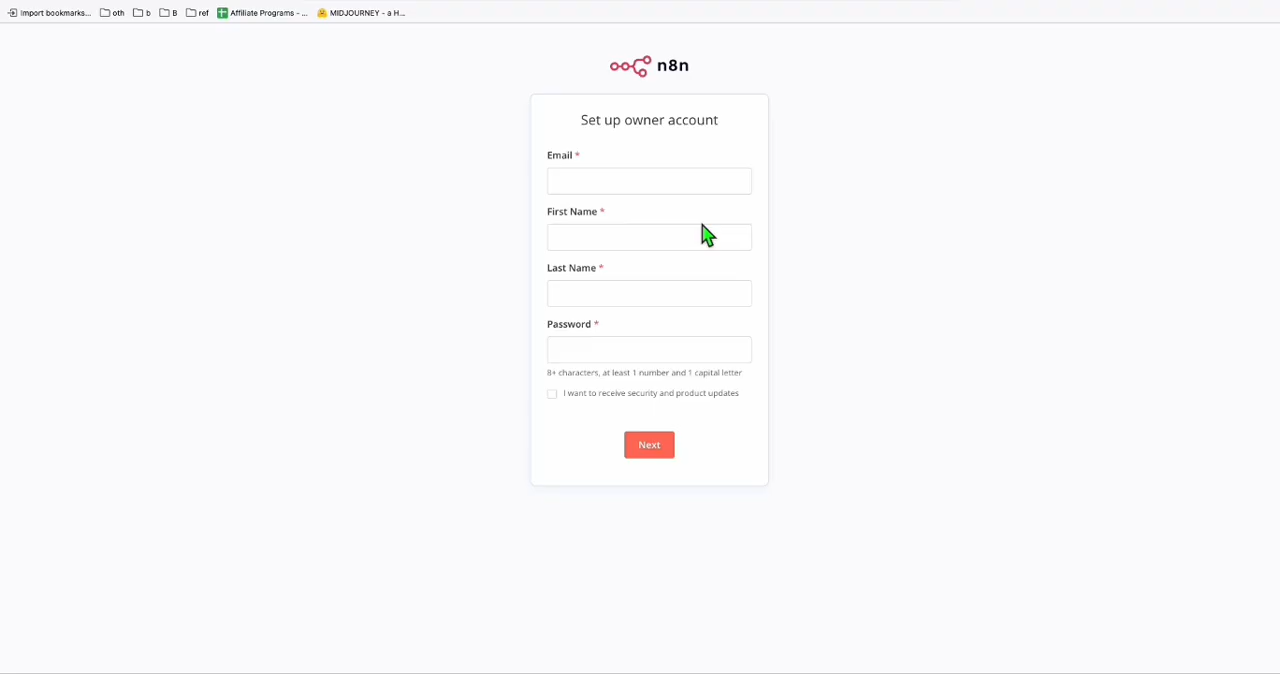 Import bookmarks... oth b B ref Affiliate Programs - ... MIDJOURNEY - a H...
n8n
Set up owner account
Email *
First Name *
Last Name *
Password *
8+ characters, at least 1 number and 1 capital letter
I want to receive security and product updates
Next